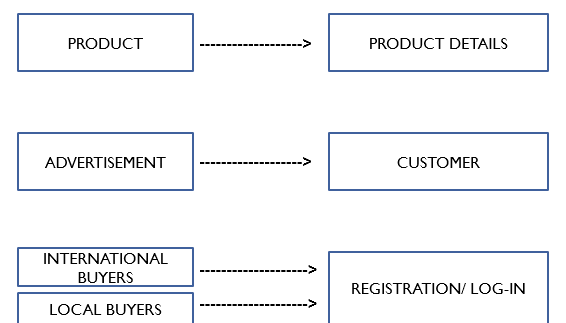 PRODUCT
PRODUCT DETAILS
ADVERTISEMENT
CUSTOMER
INTERNATIONAL
BUYERS
LOCAL BUYERS
REGISTRATION/ LOG-IN